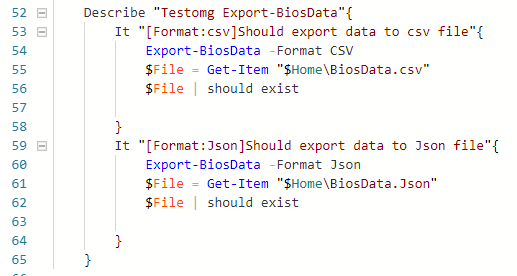 52 Describe "Testomg Export-BiosData"{
53 It "[Format:csv]Should export data to csv file"{
54 Export-BiosData -Format CSV
55 $File = Get-Item "$Home\BiosData.csv"
56 $File | should exist
57
58 }
59 It "[Format:Json]Should export data to Json file"{
60 Export-BiosData -Format Json
61 $File = Get-Item "$Home\BiosData.Json"
62 $File | should exist
63
64 }
65 }